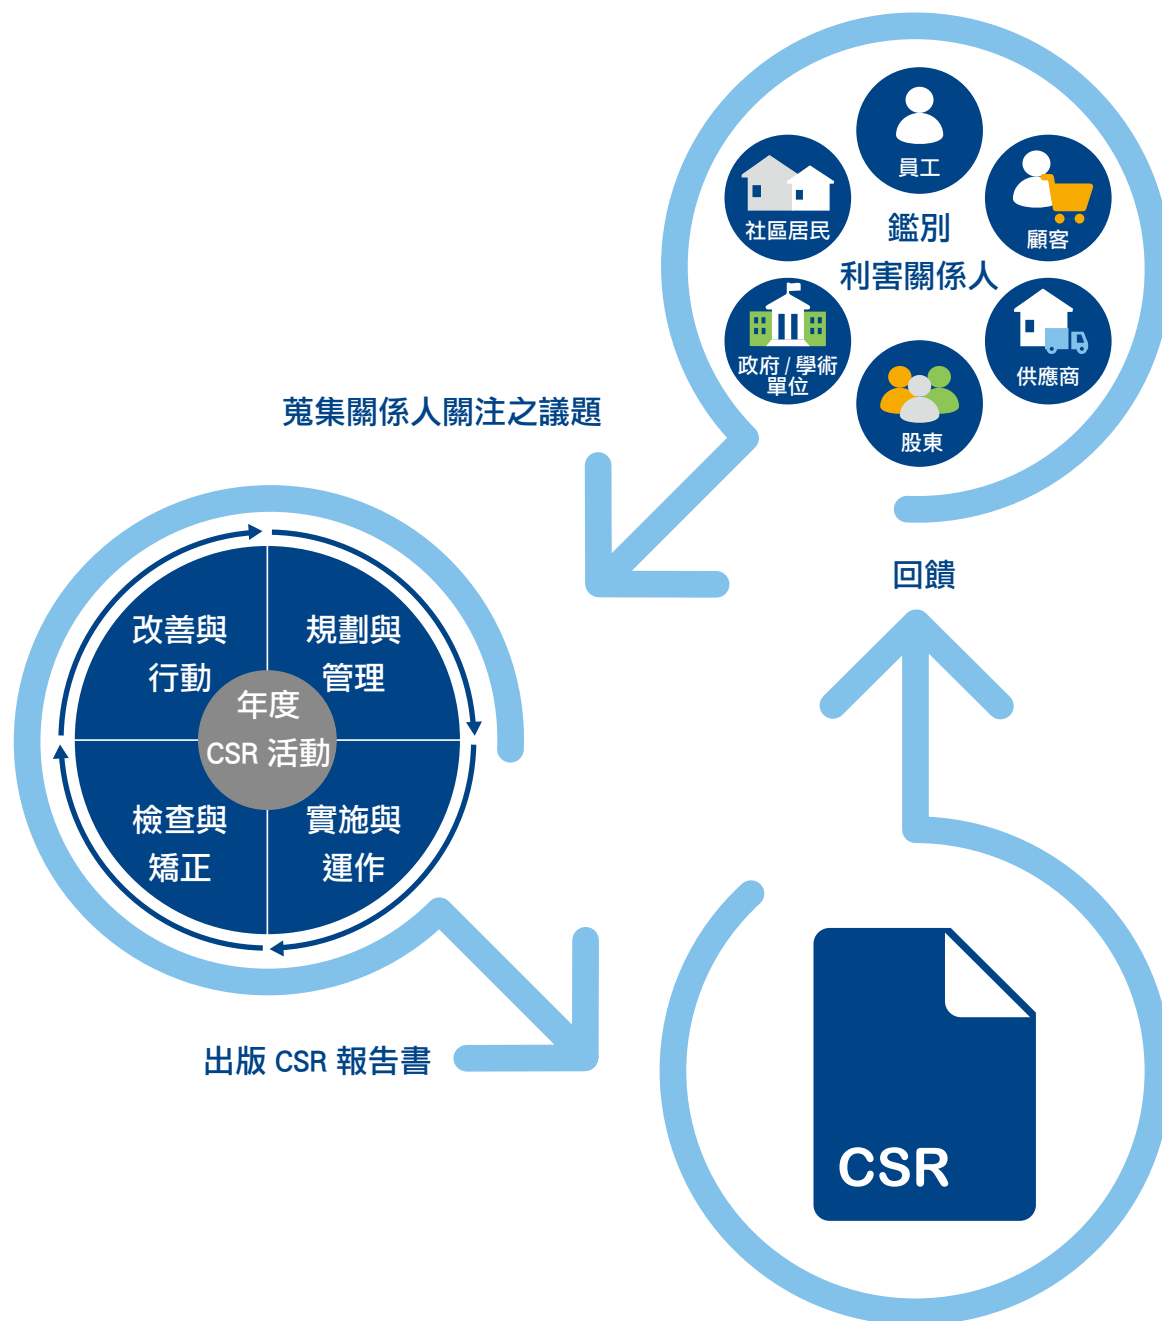 員工
社區居民
顧客
鑑別
利害關係人
政府 / 學術
單位
供應商
股東
蒐集關係人關注之議題
回饋
改善與
行動
規劃與
管理
年度
CSR 活動
檢查與
矯正
實施與
運作
出版 CSR 報告書
CSR